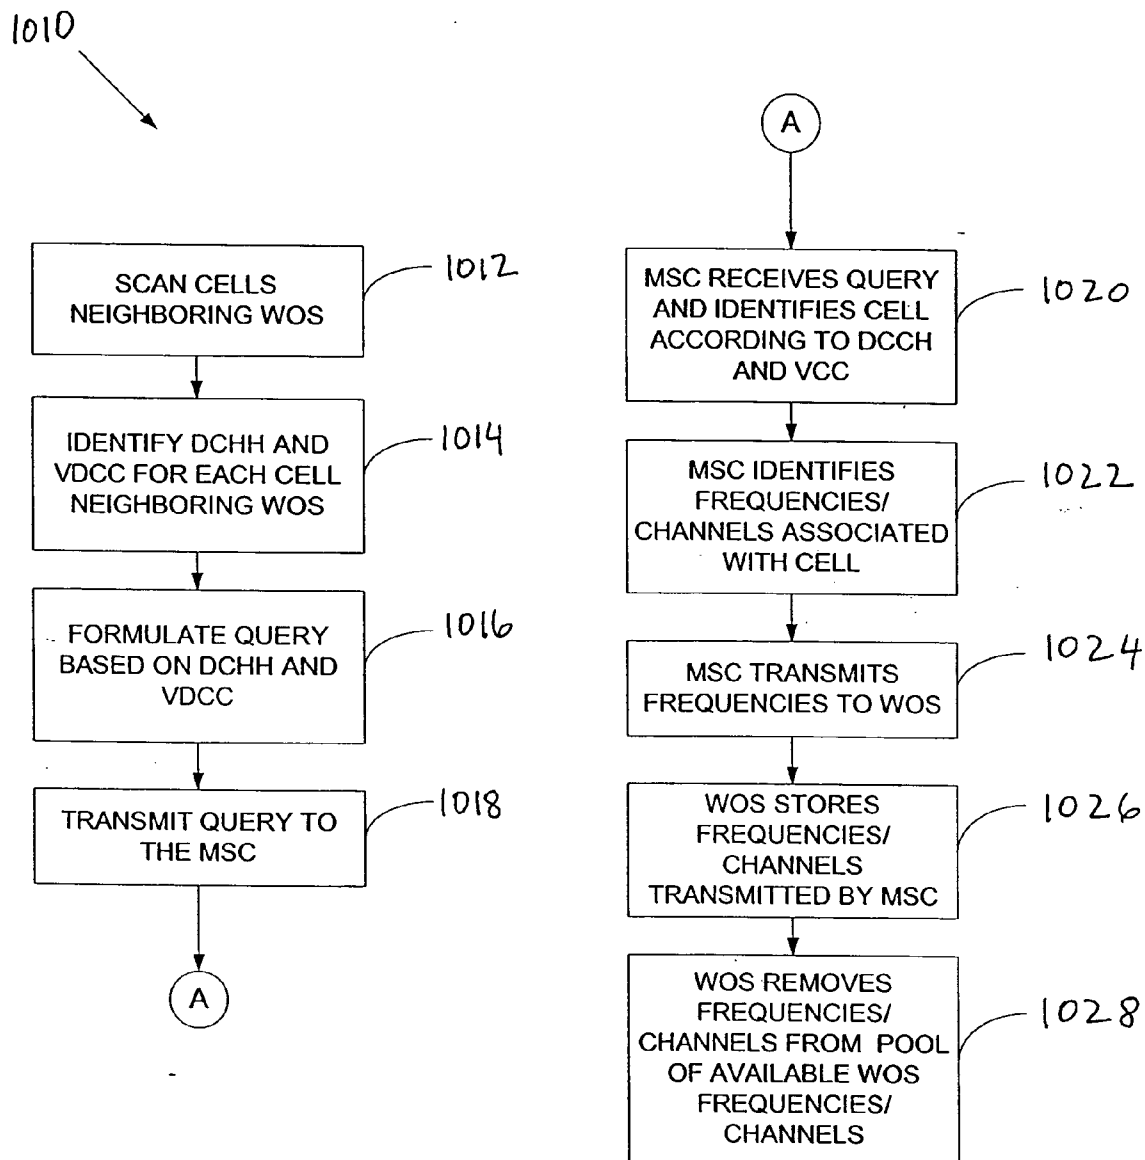 1010
SCAN CELLS
NEIGHBORING WOS
1012
IDENTIFY DCHH AND
VDCC FOR EACH CELL
NEIGHBORING WOS
1014
FORMULATE QUERY
BASED ON DCHH AND
VDCC
1016
TRANSMIT QUERY TO
THE MSC
1018
A
A
MSC RECEIVES QUERY
AND IDENTIFIES CELL
ACCORDING TO DCCH
AND VCC
1020
MSC IDENTIFIES
FREQUENCIES/
CHANNELS ASSOCIATED
WITH CELL
1022
MSC TRANSMITS
FREQUENCIES TO WOS
1024
WOS STORES
FREQUENCIES/
CHANNELS
TRANSMITTED BY MSC
1026
WOS REMOVES
FREQUENCIES/
CHANNELS FROM POOL
OF AVAILABLE WOS
FREQUENCIES/
CHANNELS
1028